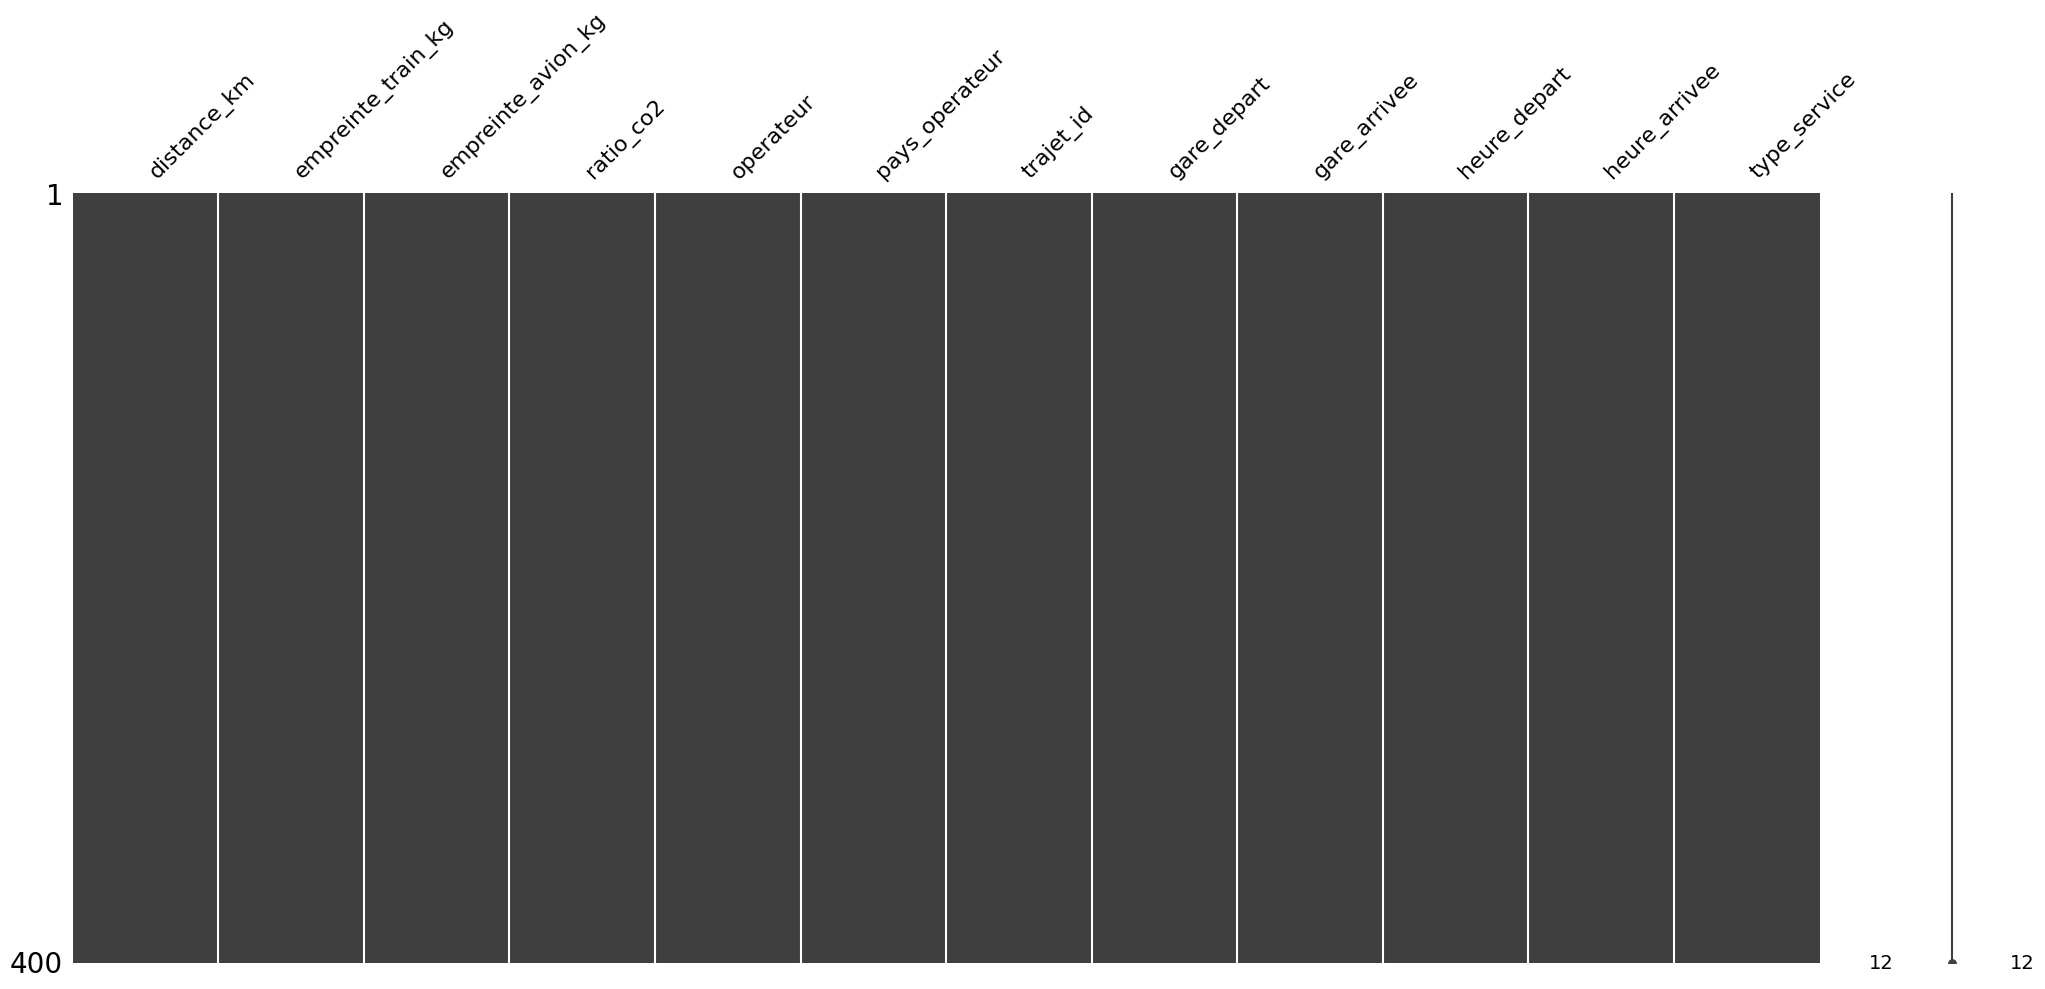 distance_km
empreinte_train_kg
empreinte_avion_kg
ratio_co2
operateur
pays_operateur
trajet_id
gare_depart
gare_arrivee
heure_depart
heure_arrivee
type_service
1
400
12
12